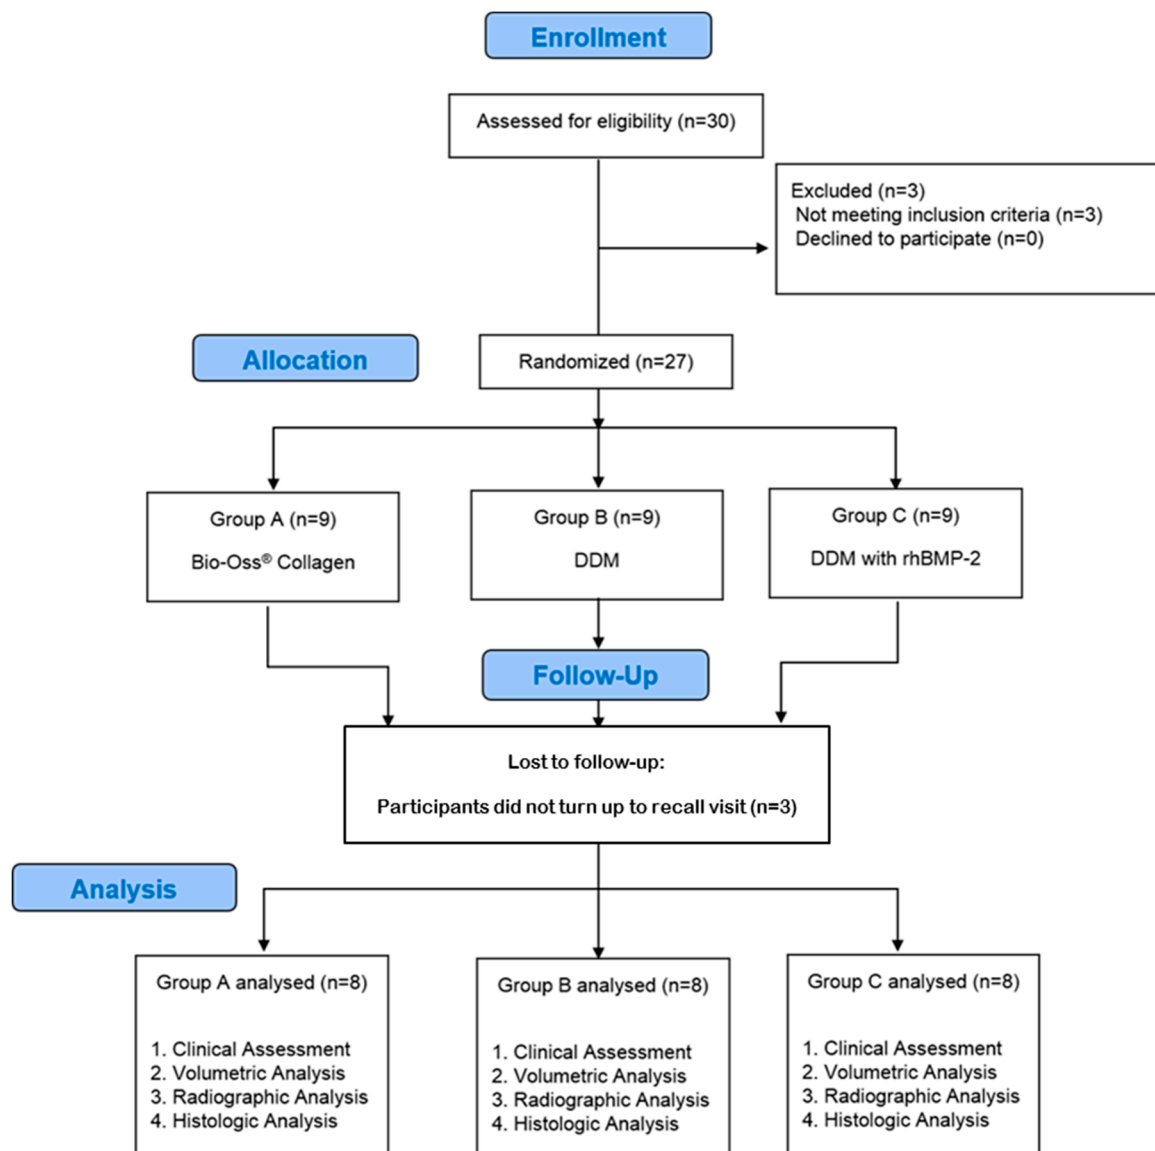 Enrollment
Assessed for eligibility (n=30)
Excluded (n=3)
Not meeting inclusion criteria (n=3)
Declined to participate (n=0)
Allocation
Randomized (n=27)
Group A (n=9)
Bio-Oss® Collagen
Group B (n=9)
DDM
Group C (n=9)
DDM with rhBMP-2
Follow-Up
Lost to follow-up:
Participants did not turn up to recall visit (n=3)
Analysis
Group A analysed (n=8)
1. Clinical Assessment
2. Volumetric Analysis
3. Radiographic Analysis
4. Histologic Analysis
Group B analysed (n=8)
1. Clinical Assessment
2. Volumetric Analysis
3. Radiographic Analysis
4. Histologic Analysis
Group C analysed (n=8)
1. Clinical Assessment
2. Volumetric Analysis
3. Radiographic Analysis
4. Histologic Analysis